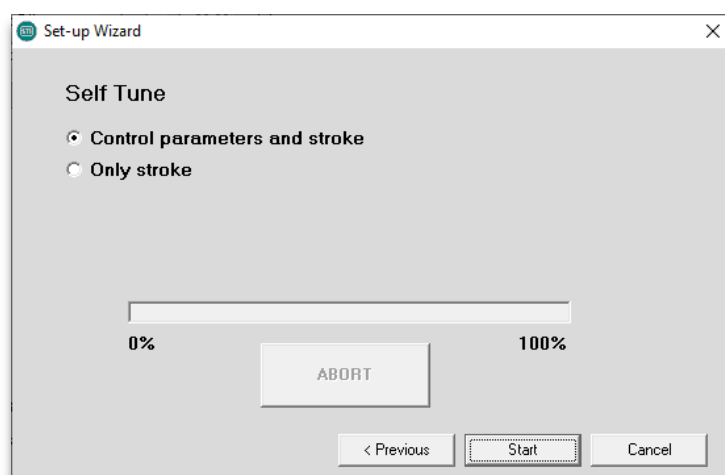 Set-up Wizard
Self Tune
Control parameters and stroke
Only stroke
0% 100%
ABORT
< Previous Start Cancel